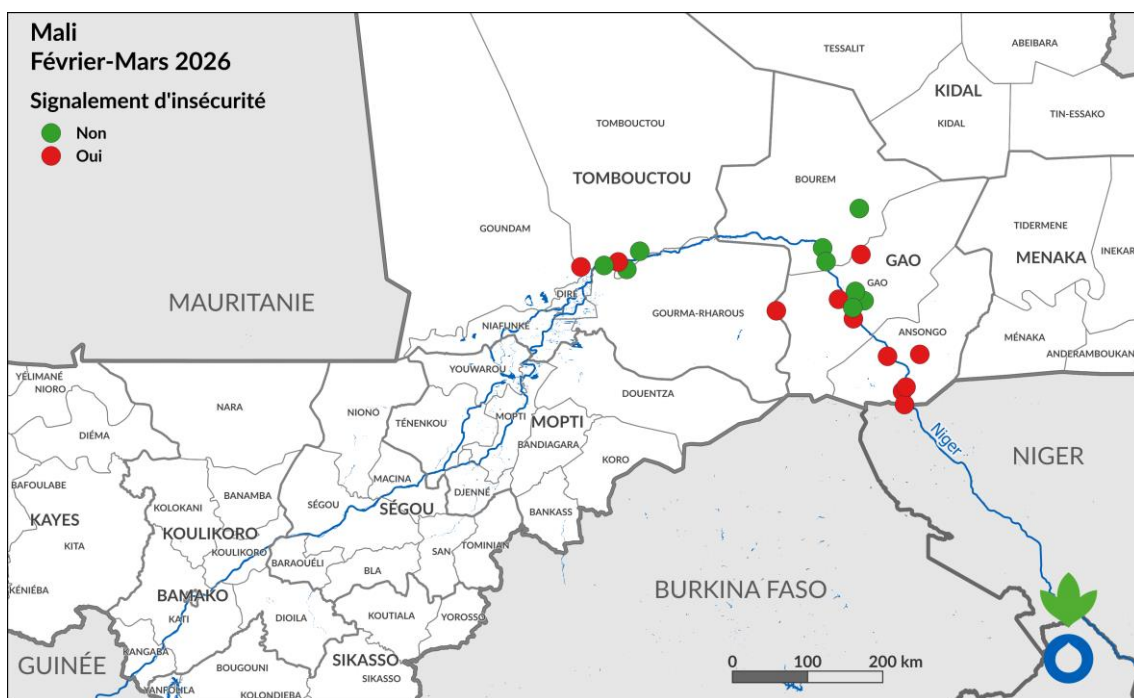 Mali
Février-Mars 2026
Signalement d'insécurité
Non
Oui
TESSALIT
ABEIBARA
KIDAL
KIDAL
TIN-ESSAKO
TOMBOUCTOU
TOMBOUCTOU
BOUREM
GOUNDAM
TIDERMENE
MENAKA
INEKAR
GAO
GAO
MAURITANIE
DIRE
GOURMA-RHAROUS
NIAFUNKE
ANSONGO
MÉNAKA
ANDERAMBOUKAN
YOUWAROU
YÉLIMANÉ
NIORO
NARA
NIONO
TÉNENKOU
MOPTI
MOPTI
DOUENTZA
DIÉMA
BANDIAGARA
KORO
Niger
NIGER
BAFOULABE
MACINA
BANAMBA
KOLOKANI
SÉGOU
SÉGOU
DJENNÉ
BANKASS
KAYES
KOULIKORO
KOULIKORO
KITA
SAN
TOMINIAN
BARAOUÉLI
BLA
KÉNIÉBA
BAMAKO
KATI
DIOILA
KOUTIALA
YOROSSO
BURKINA FASO
KANGABA
GUINÉE
BOUGOUNI
SIKASSO
SIKASSO
YANFOLILA
KOLONDIEBA
0 100 200 km